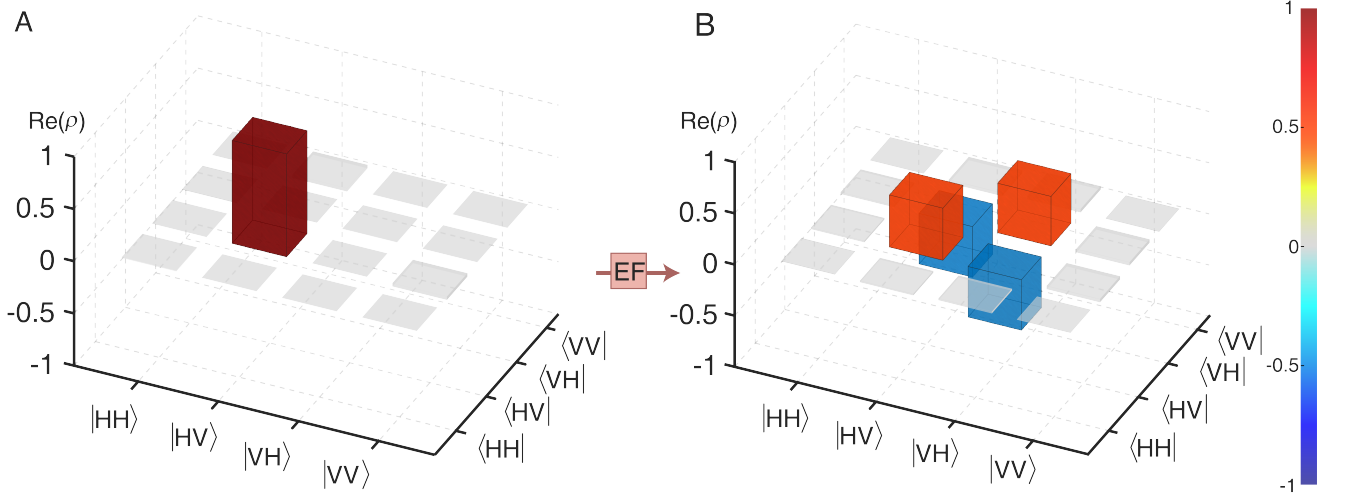 A
Re(ρ)
1
0.5
0
-0.5
-1
|HH⟩
|HV⟩
|VH⟩
|VV⟩
⟨HH|
⟨HV|
⟨VH|
⟨VV|
EF
B
Re(ρ)
1
0.5
0
-0.5
-1
|HH⟩
|HV⟩
|VH⟩
|VV⟩
⟨HH|
⟨HV|
⟨VH|
⟨VV|
1
0.5
0
-0.5
-1